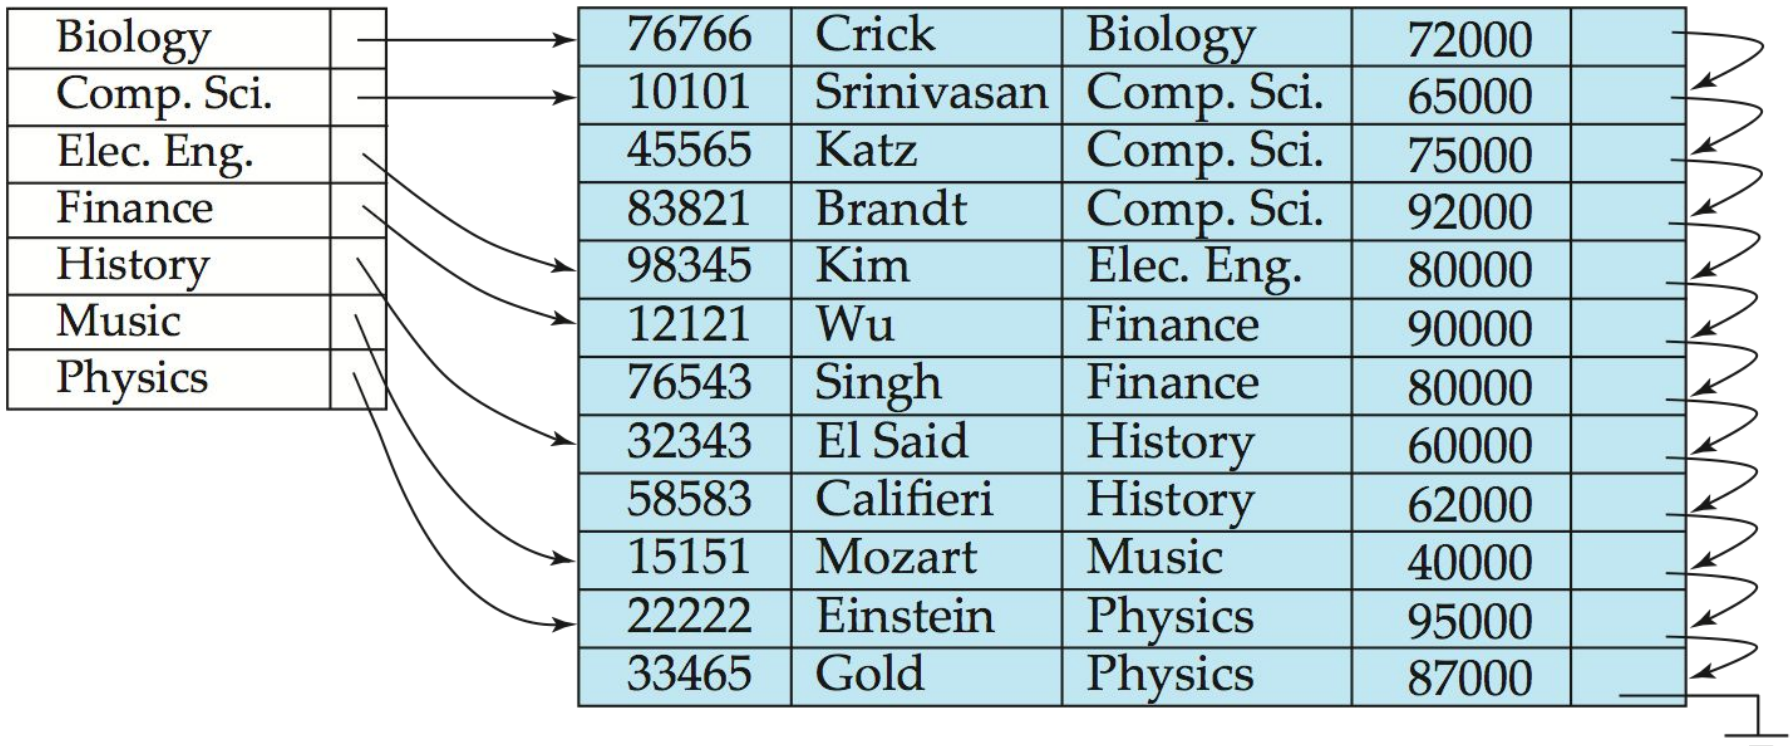 Biology
Comp. Sci.
Elec. Eng.
Finance
History
Music
Physics
76766 Crick Biology 72000
10101 Srinivasan Comp. Sci. 65000
45565 Katz Comp. Sci. 75000
83821 Brandt Comp. Sci. 92000
98345 Kim Elec. Eng. 80000
12121 Wu Finance 90000
76543 Singh Finance 80000
32343 El Said History 60000
58583 Califieri History 62000
15151 Mozart Music 40000
22222 Einstein Physics 95000
33465 Gold Physics 87000